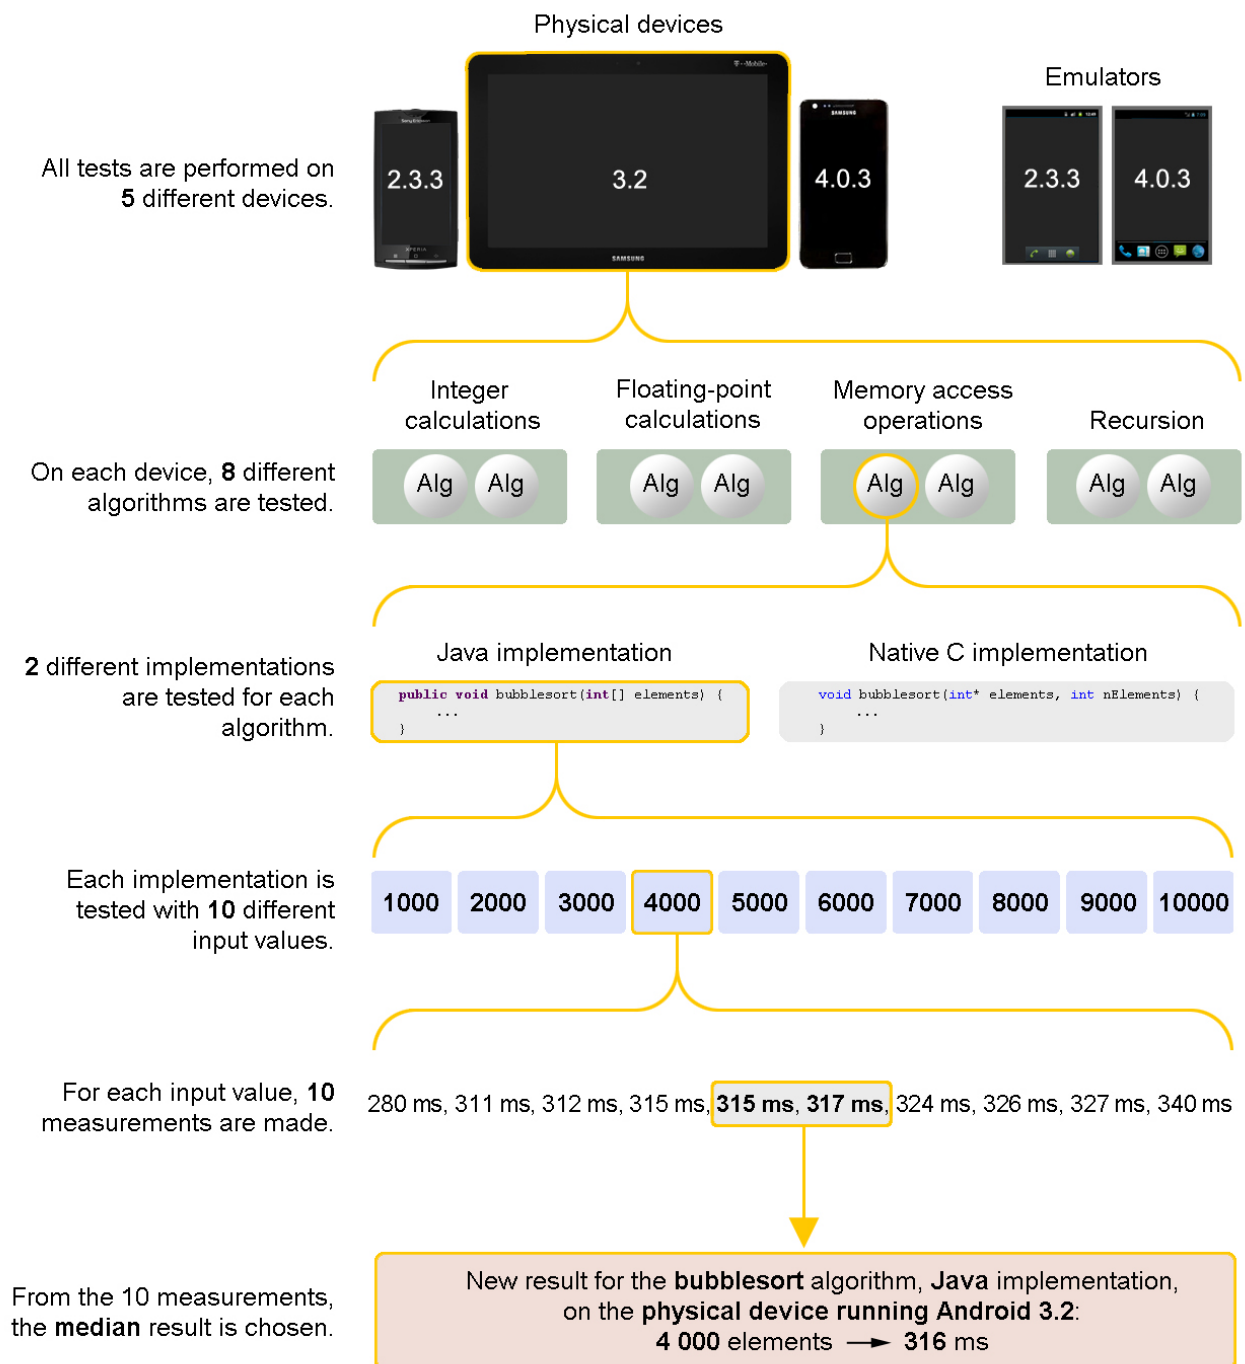 Physical devices
Emulators
T··Mobile·
Sony Ericsson
SAMSUNG
All tests are performed on
5 different devices.
2.3.3
3.2
4.0.3
2.3.3
4.0.3
XPERIA
SAMSUNG
Integer
calculations
Floating-point
calculations
Memory access
operations
Recursion
On each device, 8 different
algorithms are tested.
Alg Alg Alg Alg Alg Alg Alg Alg
2 different implementations
are tested for each
algorithm.
Java implementation
public void bubblesort(int[] elements) {
...
}
Native C implementation
void bubblesort(int* elements, int nElements) {
...
}
Each implementation is
tested with 10 different
input values.
1000 2000 3000 4000 5000 6000 7000 8000 9000 10000
For each input value, 10
measurements are made.
280 ms, 311 ms, 312 ms, 315 ms, 315 ms, 317 ms, 324 ms, 326 ms, 327 ms, 340 ms
From the 10 measurements,
the median result is chosen.
New result for the bubblesort algorithm, Java implementation,
on the physical device running Android 3.2:
4 000 elements → 316 ms